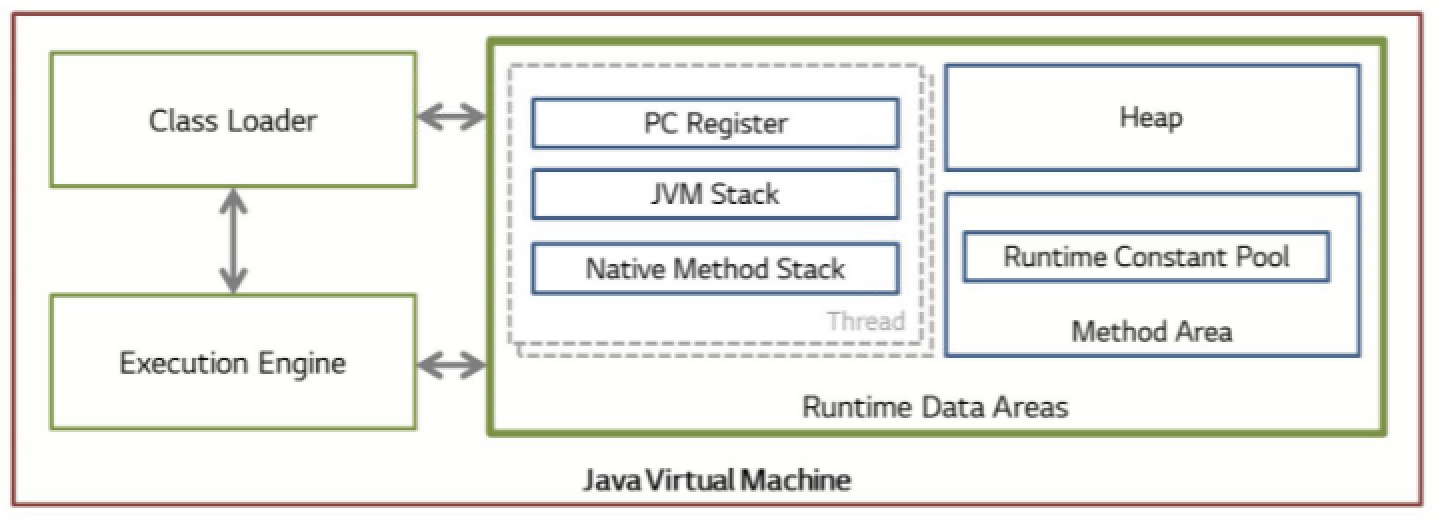 Class Loader
Execution Engine
PC Register
JVM Stack
Native Method Stack
Thread
Heap
Runtime Constant Pool
Method Area
Runtime Data Areas
Java Virtual Machine